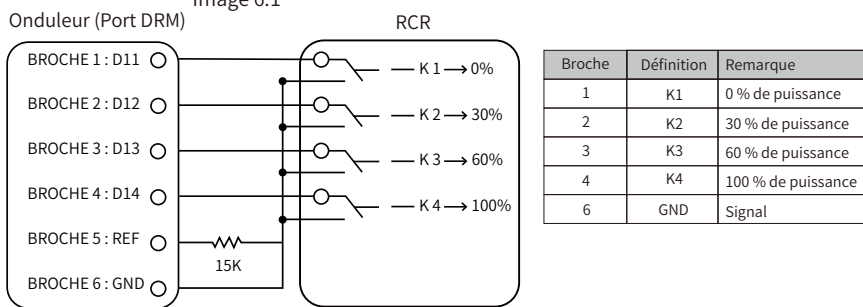 Image 6.1
Onduleur (Port DRM)
RCR
BROCHE 1 : D11
BROCHE 2 : D12
BROCHE 3 : D13
BROCHE 4 : D14
BROCHE 5 : REF
BROCHE 6 : GND
15K
K 1 → 0%
K 2 → 30%
K 3 → 60%
K 4 → 100%
Broche Définition Remarque
1 K1 0 % de puissance
2 K2 30 % de puissance
3 K3 60 % de puissance
4 K4 100 % de puissance
6 GND Signal